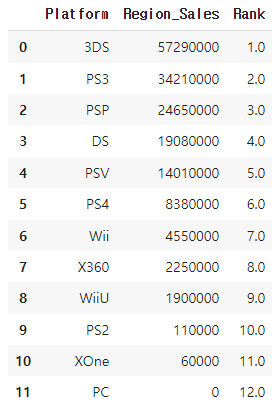 Platform Region_Sales Rank
0 3DS 57290000 1.0
1 PS3 34210000 2.0
2 PSP 24650000 3.0
3 DS 19080000 4.0
4 PSV 14010000 5.0
5 PS4 8380000 6.0
6 Wii 4550000 7.0
7 X360 2250000 8.0
8 WiiU 1900000 9.0
9 PS2 110000 10.0
10 XOne 60000 11.0
11 PC 0 12.0